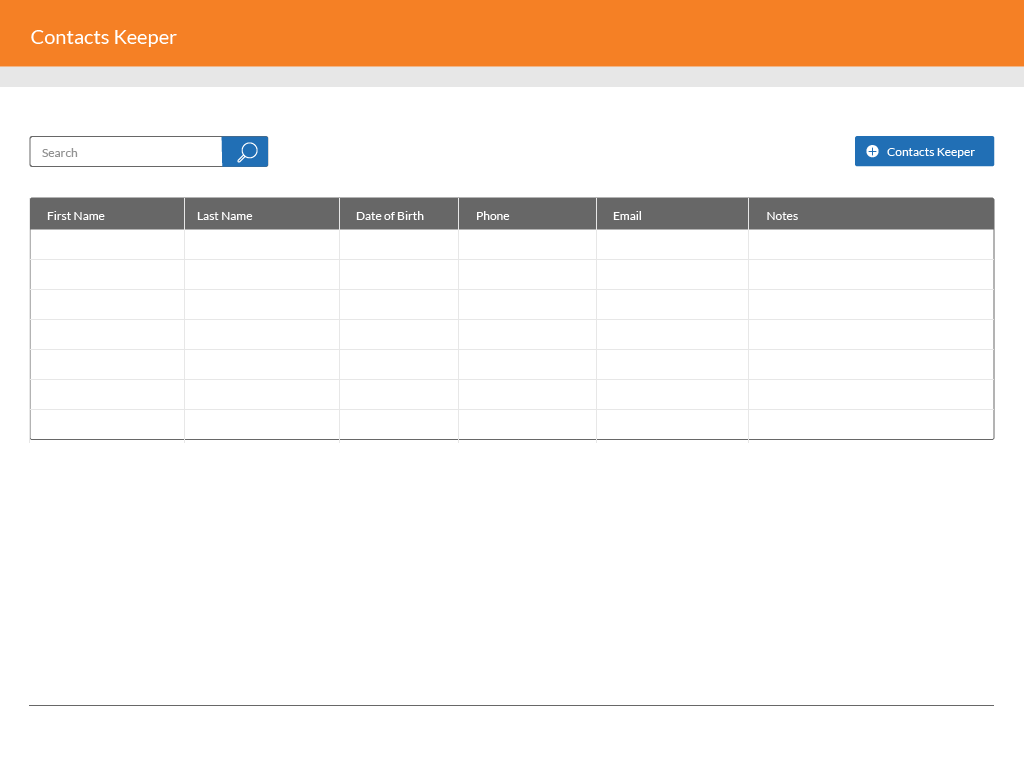 Contacts Keeper
Search
Contacts Keeper
First Name Last Name Date of Birth Phone Email Notes